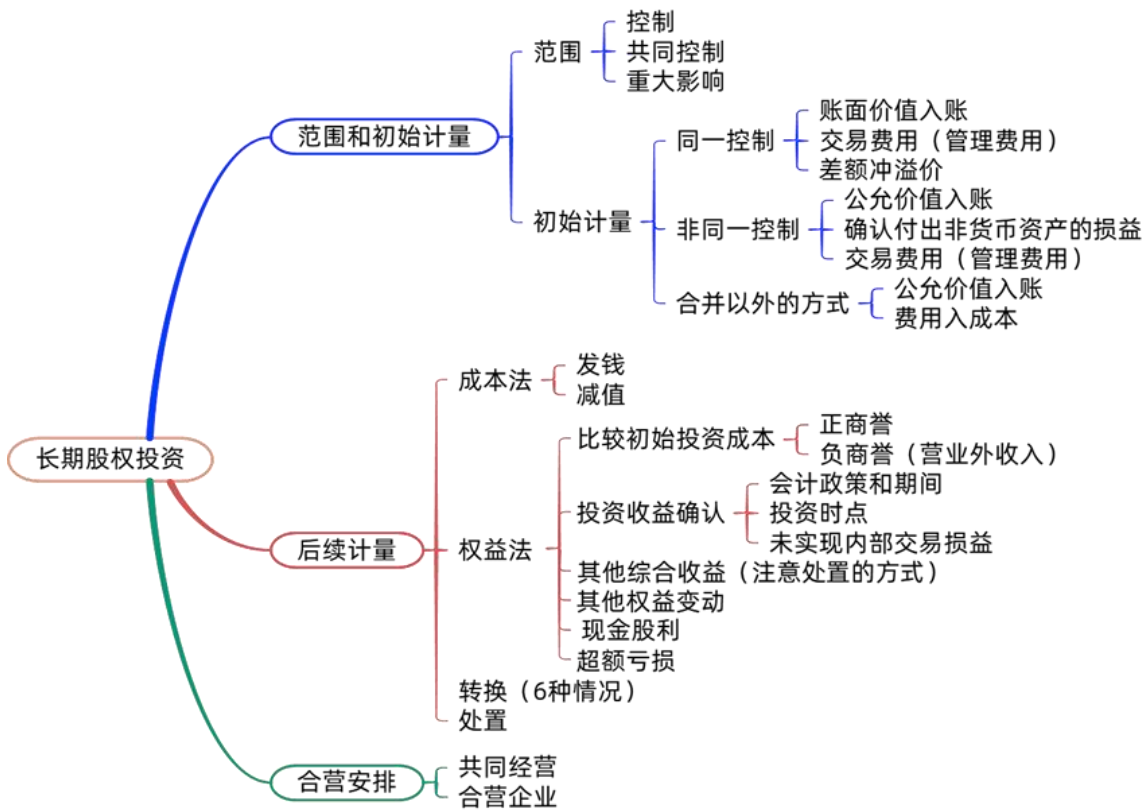 长期股权投资
范围和初始计量
范围
控制
共同控制
重大影响
初始计量
同一控制
账面价值入账
交易费用（管理费用）
差额冲溢价
非同一控制
公允价值入账
确认付出非货币资产的损益
交易费用（管理费用）
合并以外的方式
公允价值入账
费用入成本
后续计量
成本法
发钱
减值
权益法
比较初始投资成本
正商誉
负商誉（营业外收入）
投资收益确认
会计政策和期间
投资时点
未实现内部交易损益
其他综合收益（注意处置的方式）
其他权益变动
现金股利
超额亏损
转换（6种情况）
处置
合营安排
共同经营
合营企业